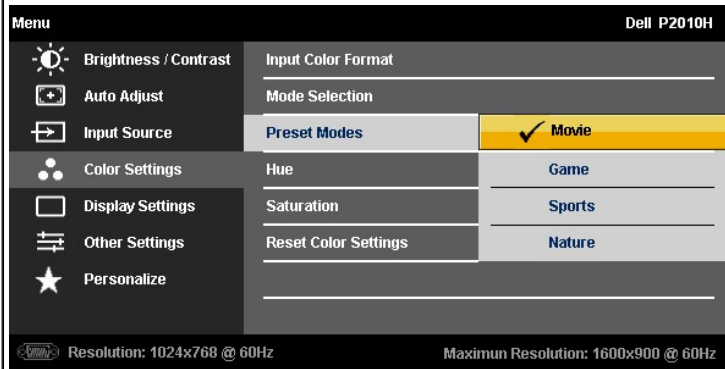 Menu Dell P2010H
Brightness / Contrast Input Color Format
Auto Adjust Mode Selection
Input Source Preset Modes Movie
Color Settings Hue Game
Display Settings Saturation Sports
Other Settings Reset Color Settings Nature
Personalize
Resolution: 1024x768 @ 60Hz Maximun Resolution: 1600x900 @ 60Hz